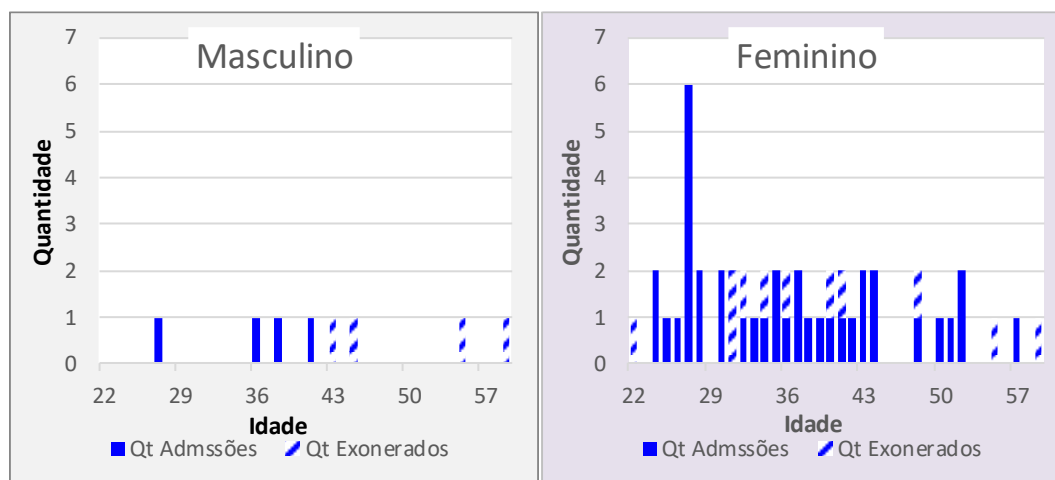 Masculino
7
6
5
4
3
2
1
0
Quantidade
22 29 36 43 50 57
Idade
Qt Admssões Qt Exonerados
Feminino
7
6
5
4
3
2
1
0
Quantidade
22 29 36 43 50 57
Idade
Qt Admssões Qt Exonerados